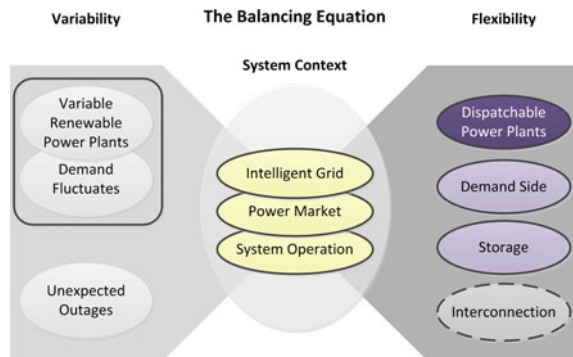 Variability
The Balancing Equation
Flexibility
System Context
Variable
Renewable
Power Plants
Demand
Fluctuates
Unexpected
Outages
Intelligent Grid
Power Market
System Operation
Dispatchable
Power Plants
Demand Side
Storage
Interconnection